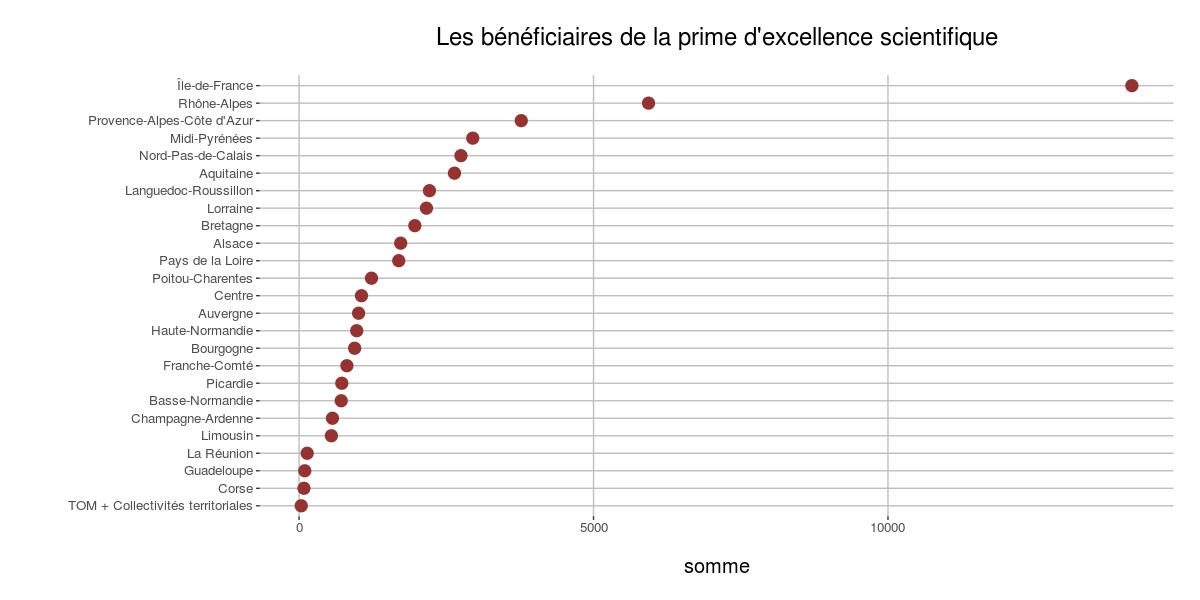 Les bénéficiaires de la prime d'excellence scientifique
Île-de-France
Rhône-Alpes
Provence-Alpes-Côte d'Azur
Midi-Pyrénées
Nord-Pas-de-Calais
Aquitaine
Languedoc-Roussillon
Lorraine
Bretagne
Alsace
Pays de la Loire
Poitou-Charentes
Centre
Auvergne
Haute-Normandie
Bourgogne
Franche-Comté
Picardie
Basse-Normandie
Champagne-Ardenne
Limousin
La Réunion
Guadeloupe
Corse
TOM + Collectivités territoriales
0 5000 10000
somme